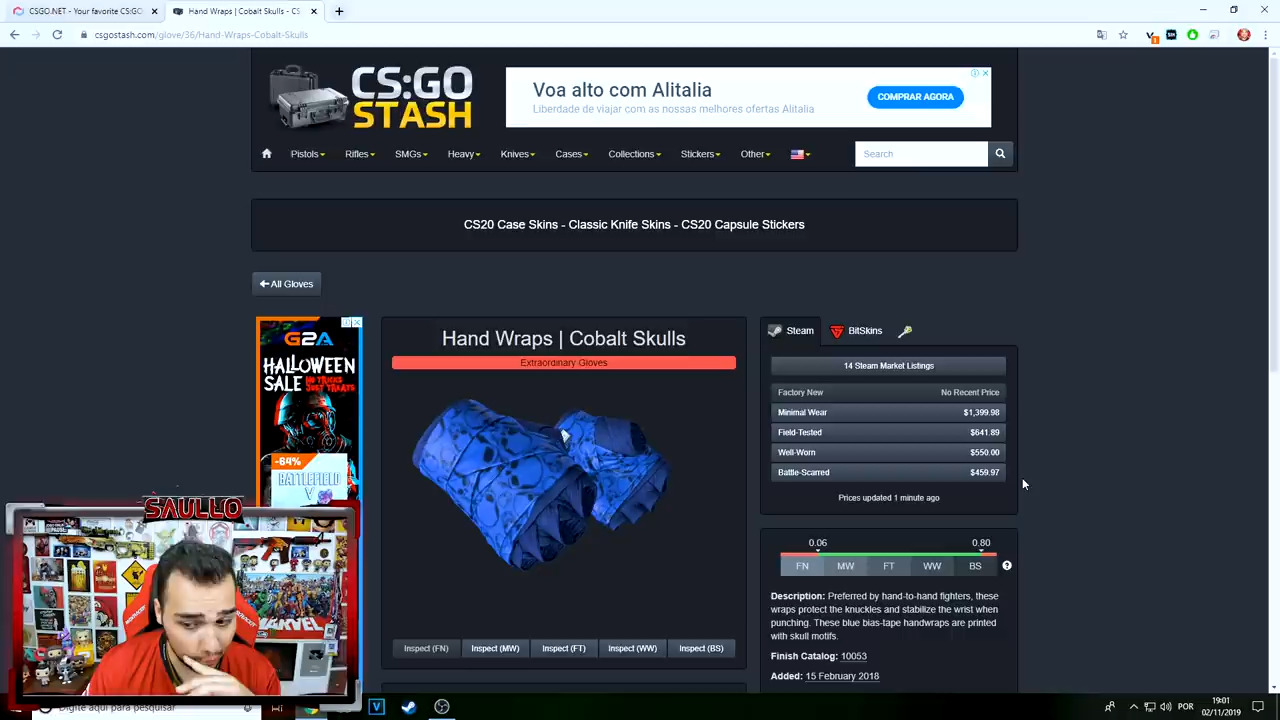 CSGO.NET - Your favorite CS:GO
Hand Wraps | Cobalt Skulls -
csgostash.com/glove/36/Hand-Wraps-Cobalt-Skulls
CS:GO
STASH
Voa alto com Alitalia
Liberdade de viajar com as nossas melhores ofertas Alitalia
COMPRAR AGORA
Pistols
Rifles
SMGs
Heavy
Knives
Cases
Collections
Stickers
Other
Search
CS20 Case Skins - Classic Knife Skins - CS20 Capsule Stickers
All Gloves
G2A
HALLOWEEN
SALE NO TRICKS
JUST TREATS
-64%
BATTLEFIELD
V
Hand Wraps | Cobalt Skulls
Extraordinary Gloves
Inspect (FN)
Inspect (MW)
Inspect (FT)
Inspect (WW)
Inspect (BS)
Steam
BitSkins
14 Steam Market Listings
Factory New No Recent Price
Minimal Wear $1,399.98
Field-Tested $641.89
Well-Worn $550.00
Battle-Scarred $459.97
Prices updated 1 minute ago
0.06 0.80
FN MW FT WW BS
Description: Preferred by hand-to-hand fighters, these
wraps protect the knuckles and stabilize the wrist when
punching. These blue bias-tape handwraps are printed
with skull motifs.
Finish Catalog: 10053
Added: 15 February 2018
SAULLO
MARVEL
Digite aqui para pesquisar
POR
19:01
02/11/2019